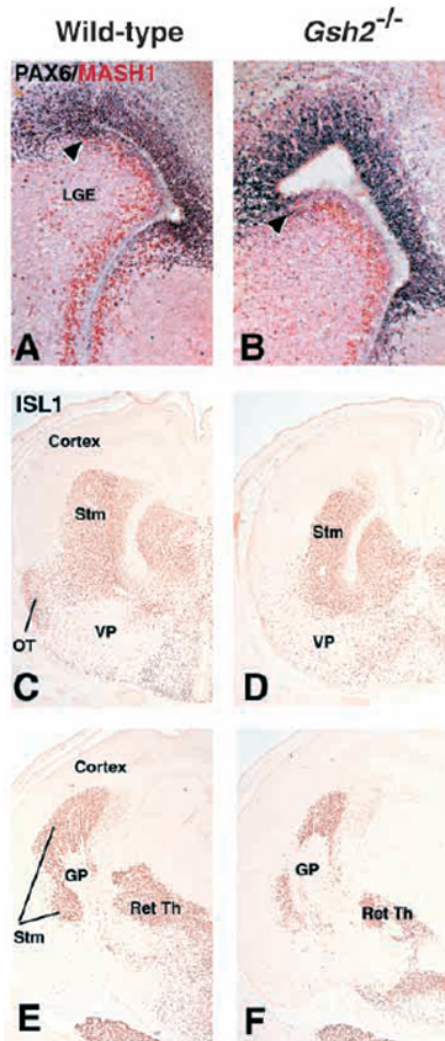 Wild-type Gsh2-/-
PAX6/MASH1
LGE
A B
ISL1
Cortex
Stm Stm
VP VP
OT
C D
Cortex
GP GP
Ret Th Ret Th
Stm
E F